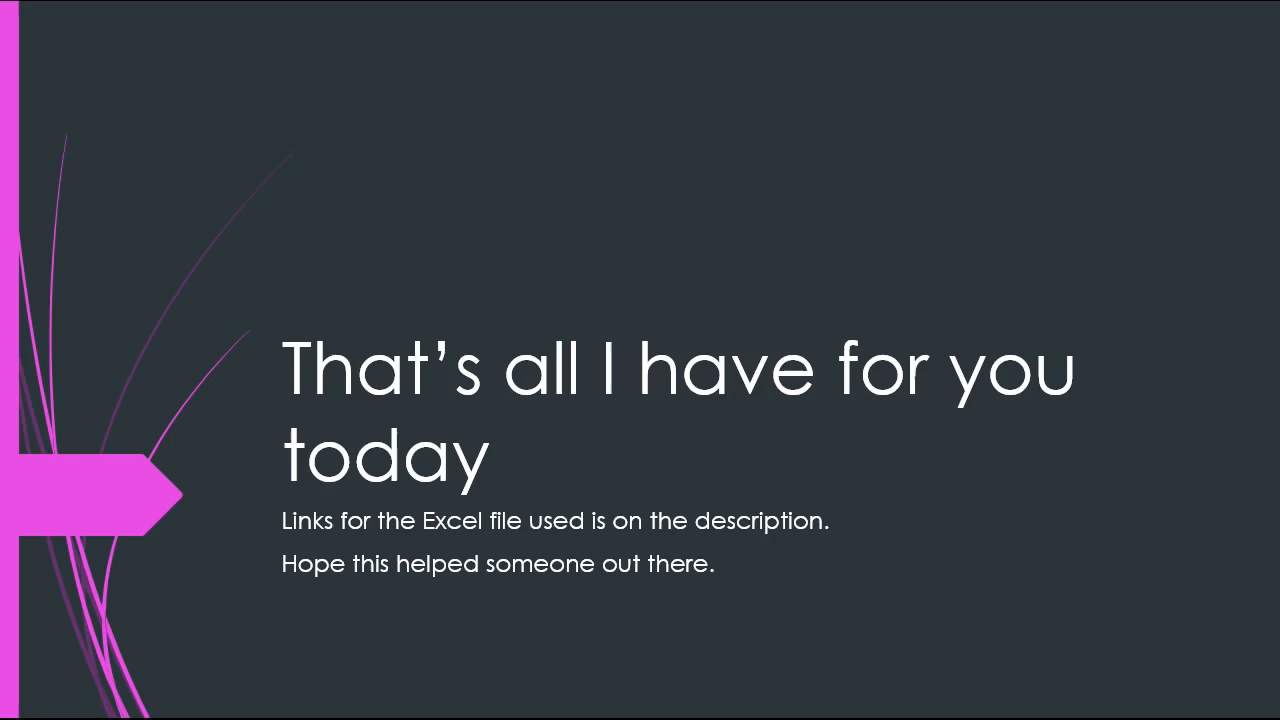 That’s all I have for you
today
Links for the Excel file used is on the description.
Hope this helped someone out there.